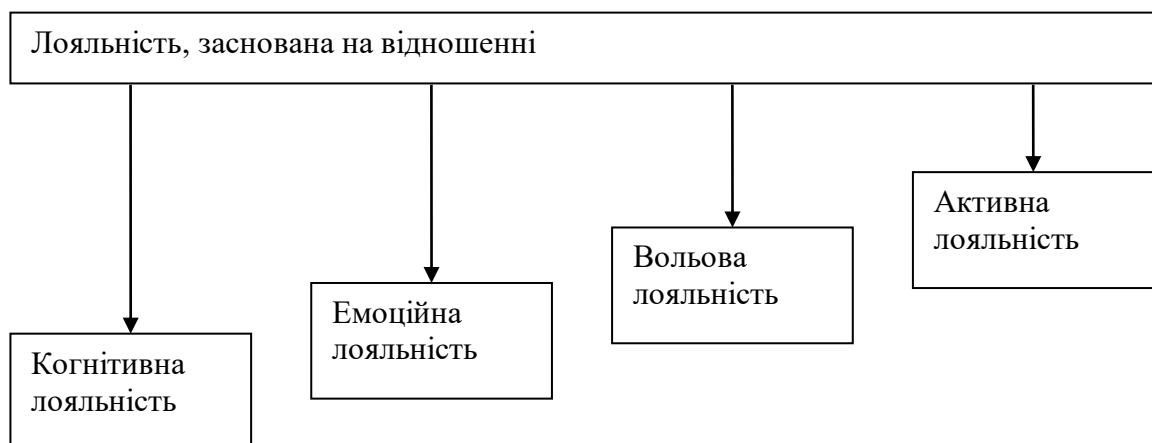 Лояльність, заснована на відношенні
Активна
лояльність
Вольова
лояльність
Емоційна
лояльність
Когнітивна
лояльність